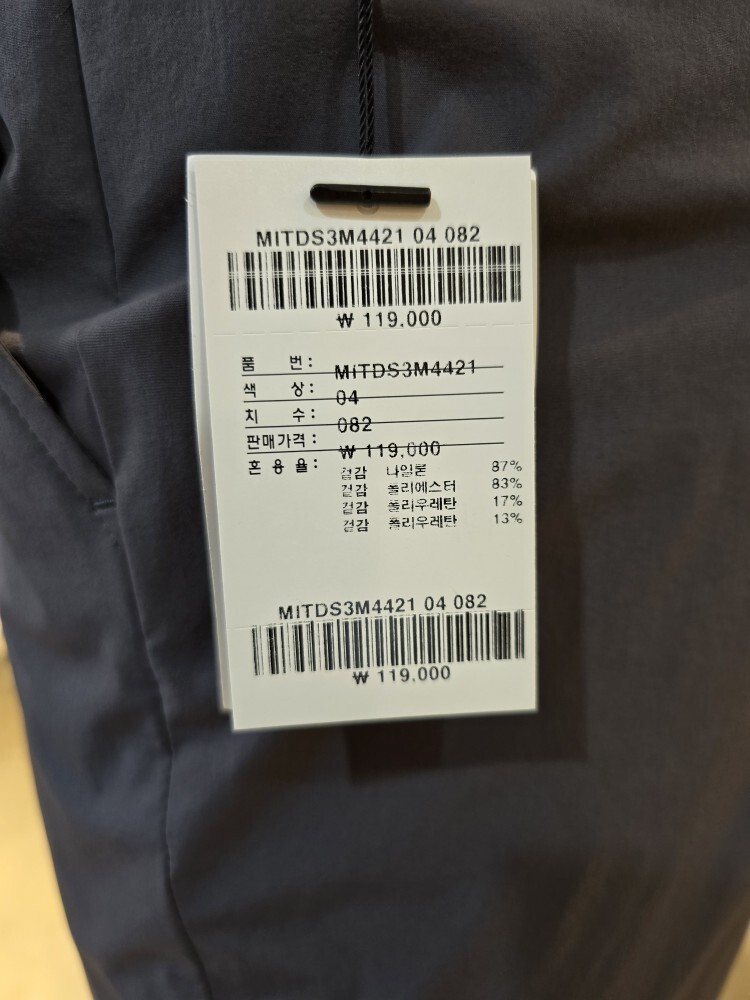 MITDS3M4421 04 082
₩ 119,000
품 번: MITDS3M4421
색 상: 04
치 수: 082
판매가격: ₩ 119,000
혼 용 율: 겉감 나일론 87%
겉감 폴리에스터 83%
겉감 폴리우레탄 17%
겉감 폴리우레탄 13%
MITDS3M4421 04 082
₩ 119,000